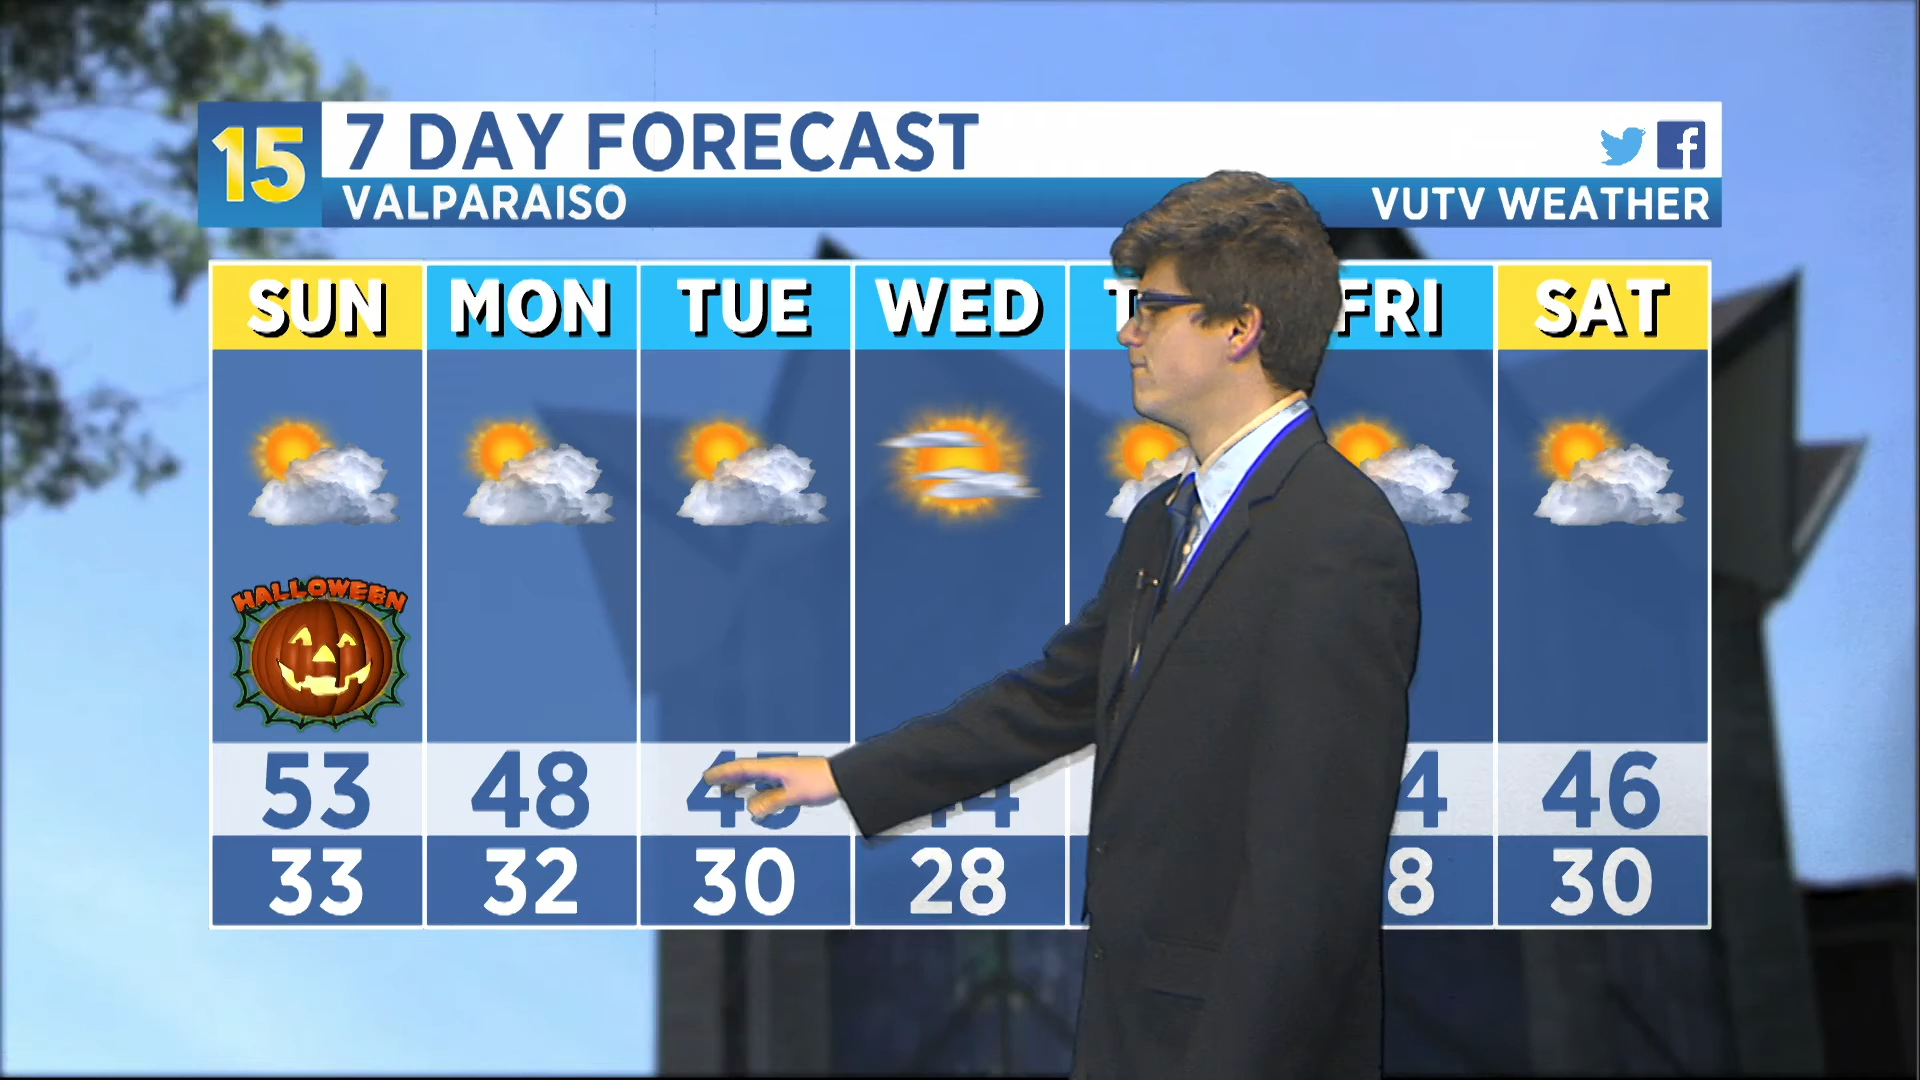 15
7 DAY FORECAST
VALPARAISO
VUTV WEATHER
SUN MON TUE WED FRI SAT
HALLOWEEN
53 48 45 46
33 32 30 28 30